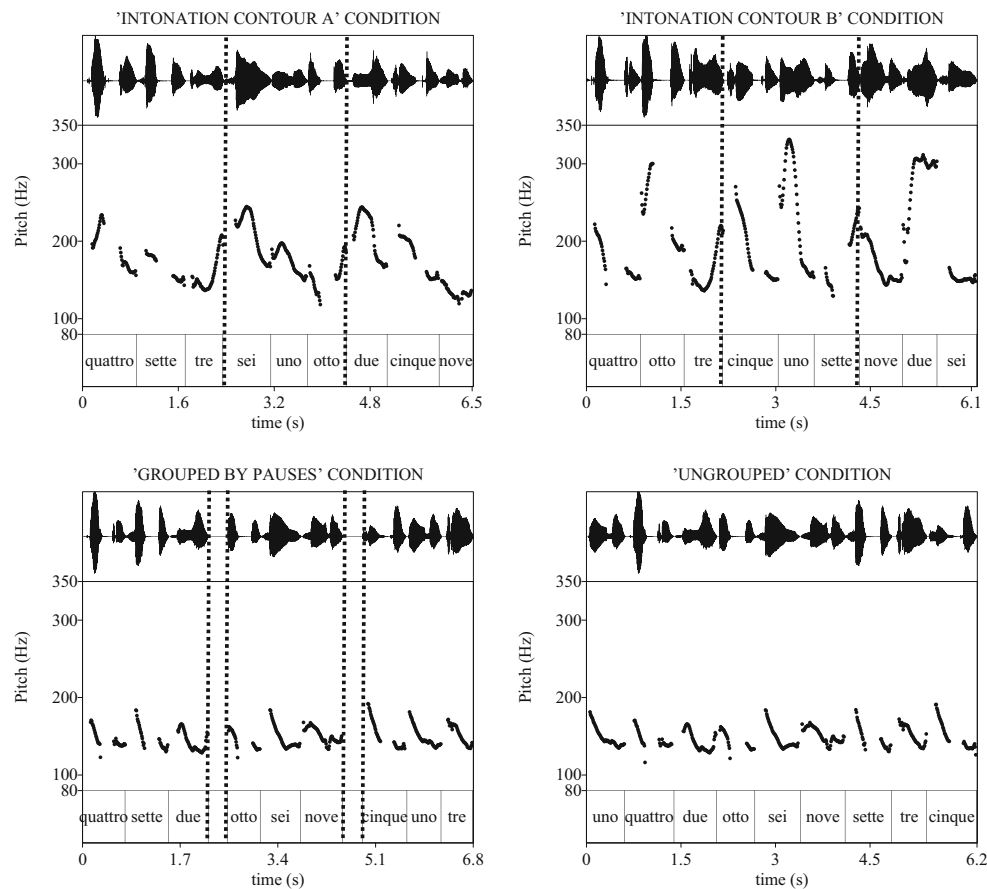 ’INTONATION CONTOUR A’ CONDITION
350
300
200
100
80
Pitch (Hz)
quattro sette tre sei uno otto due cinque nove
0 1.6 3.2 4.8 6.5
time (s)
’INTONATION CONTOUR B’ CONDITION
350
300
200
100
80
Pitch (Hz)
quattro otto tre cinque uno sette nove due sei
0 1.5 3 4.5 6.1
time (s)
’GROUPED BY PAUSES’ CONDITION
350
300
200
100
80
Pitch (Hz)
quattro sette due otto sei nove cinque uno tre
0 1.7 3.4 5.1 6.8
time (s)
’UNGROUPED’ CONDITION
350
300
200
100
80
Pitch (Hz)
uno quattro due otto sei nove sette tre cinque
0 1.5 3 4.5 6.2
time (s)